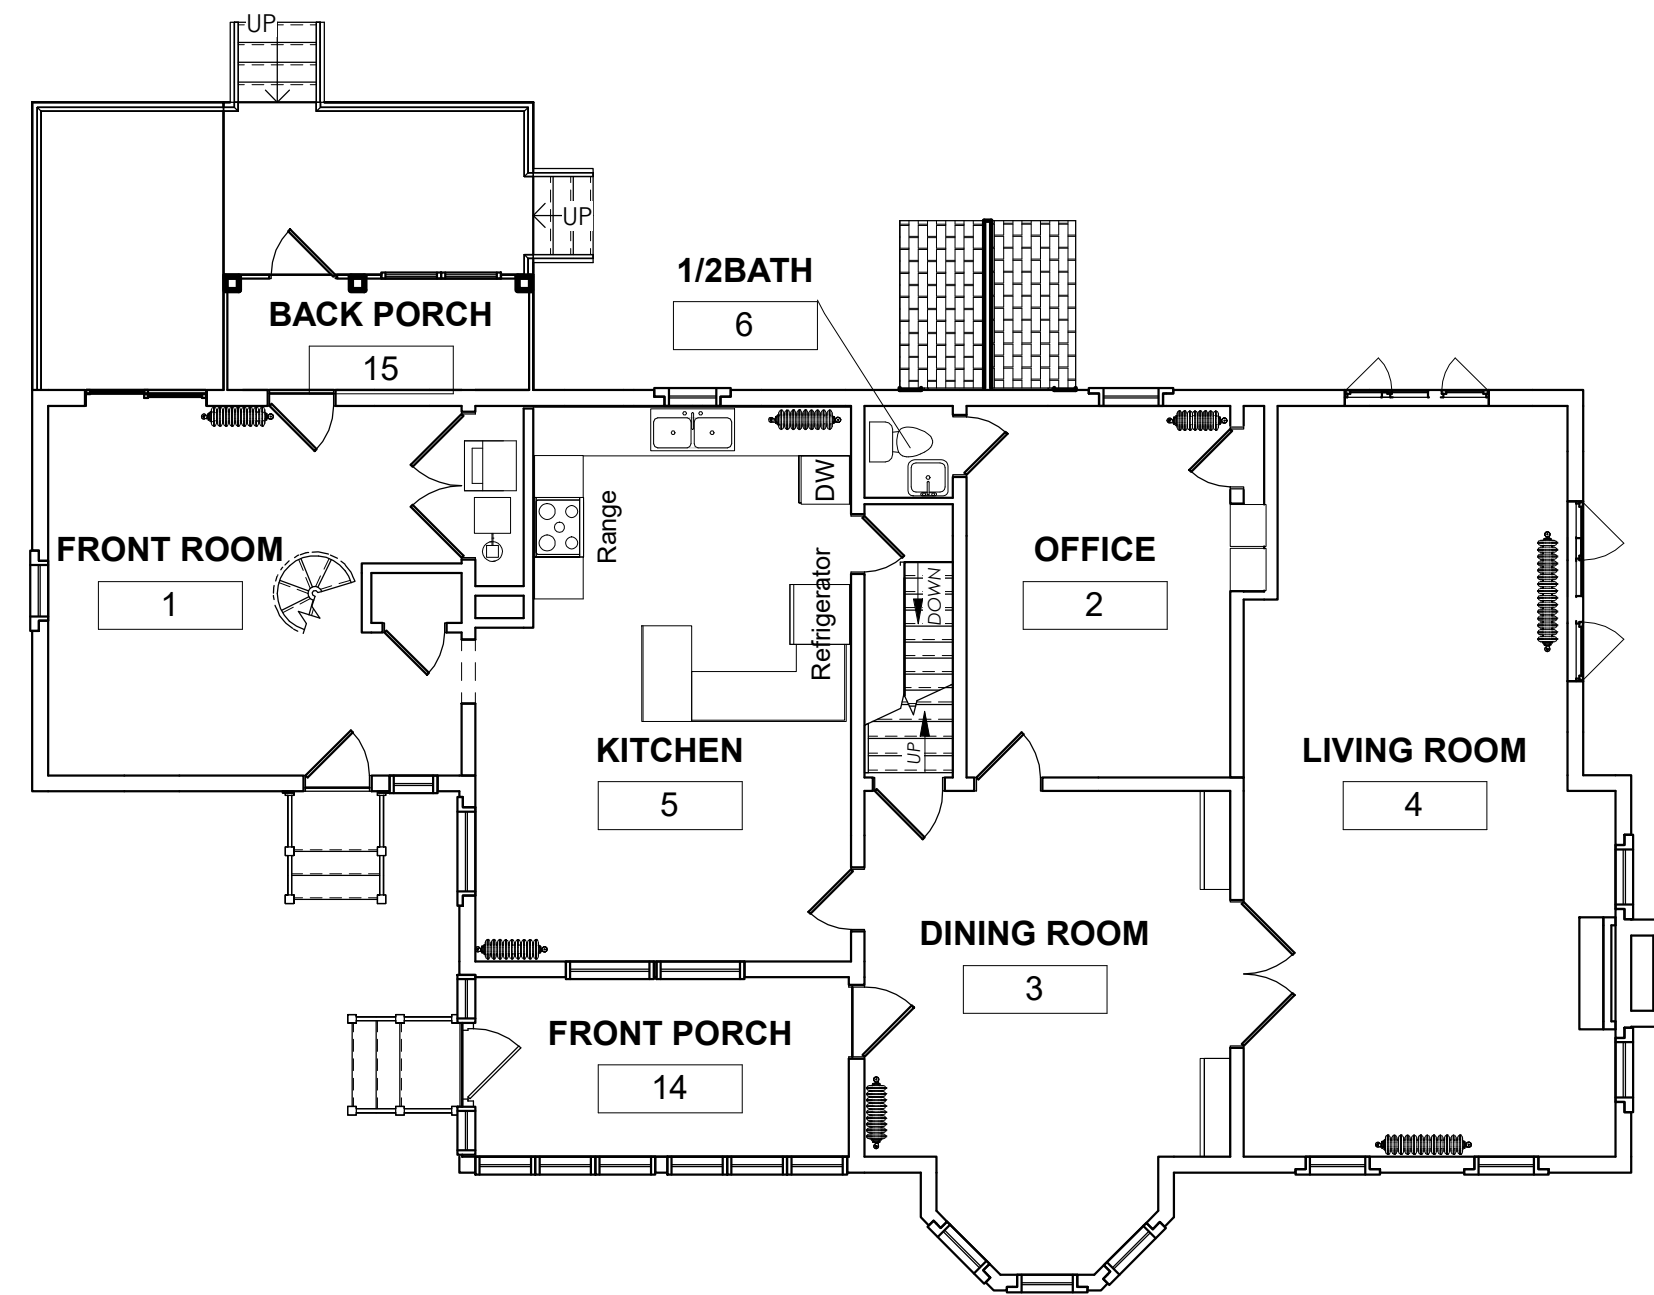 UP
UP
1/2BATH
6
BACK PORCH
15
DW
Range
FRONT ROOM
1
OFFICE
2
DOWN
Refrigerator
UP
KITCHEN
5
LIVING ROOM
4
DINING ROOM
3
FRONT PORCH
14